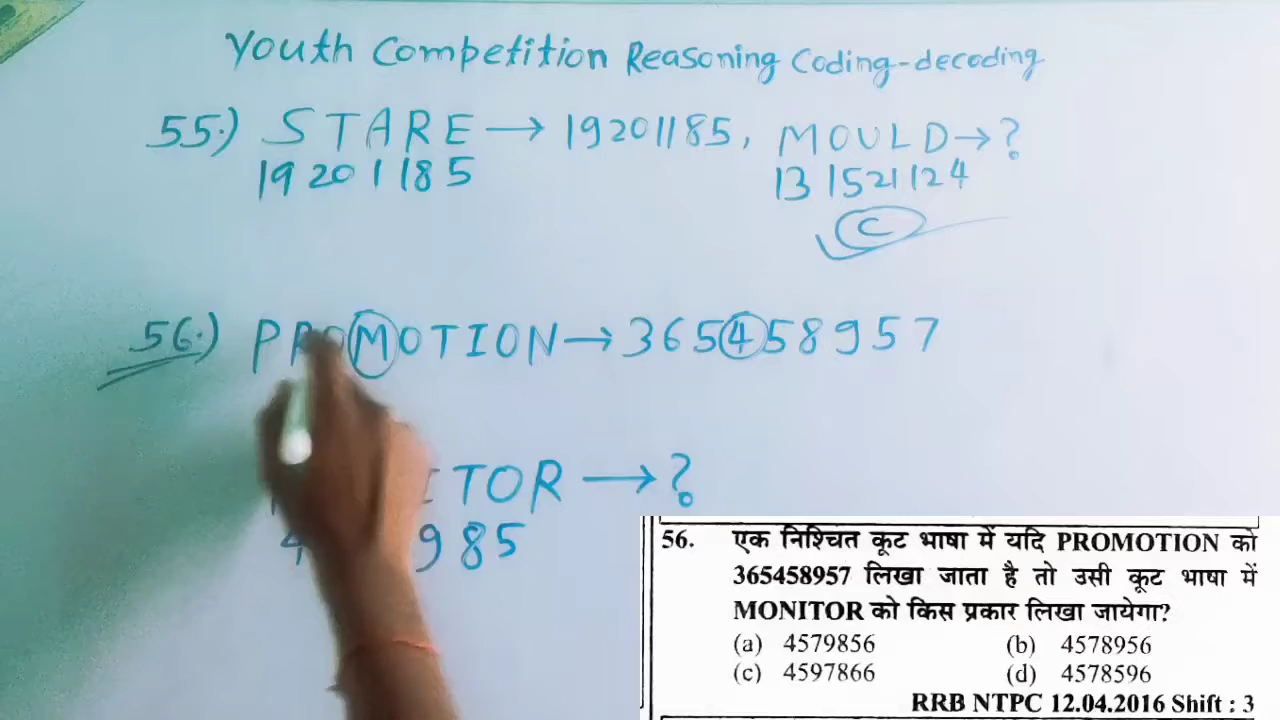 Youth Competition Reasoning Coding-decoding
55.) STARE → 19201185, MOULD → ?
19 20 1 18 5 13 15 21 12 4
C
56.) PROMOTION → 365458957
ITOR → ?
4 985
56. एक निश्चित कूट भाषा में यदि PROMOTION को
365458957 लिखा जाता है तो उसी कूट भाषा में
MONITOR को किस प्रकार लिखा जायेगा?
(a) 4579856 (b) 4578956
(c) 4597866 (d) 4578596
RRB NTPC 12.04.2016 Shift : 3